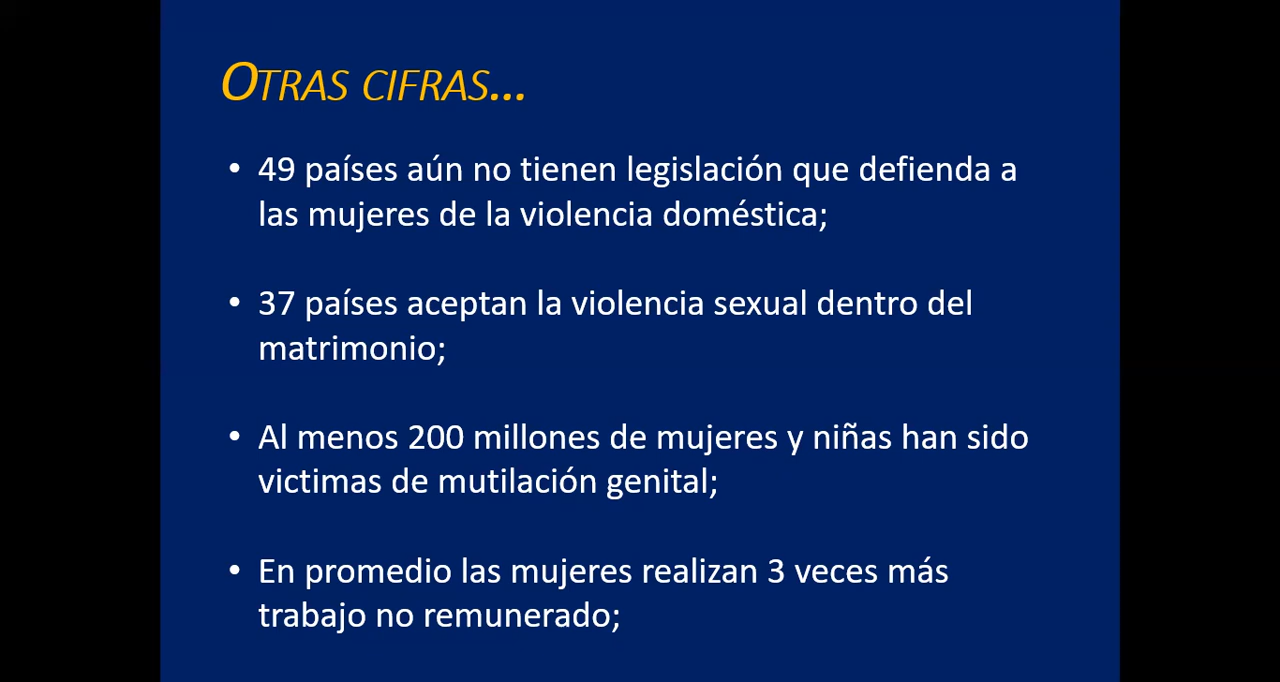 OTRAS CIFRAS...
• 49 países aún no tienen legislación que defienda a
las mujeres de la violencia doméstica;
• 37 países aceptan la violencia sexual dentro del
matrimonio;
• Al menos 200 millones de mujeres y niñas han sido
victimas de mutilación genital;
• En promedio las mujeres realizan 3 veces más
trabajo no remunerado;